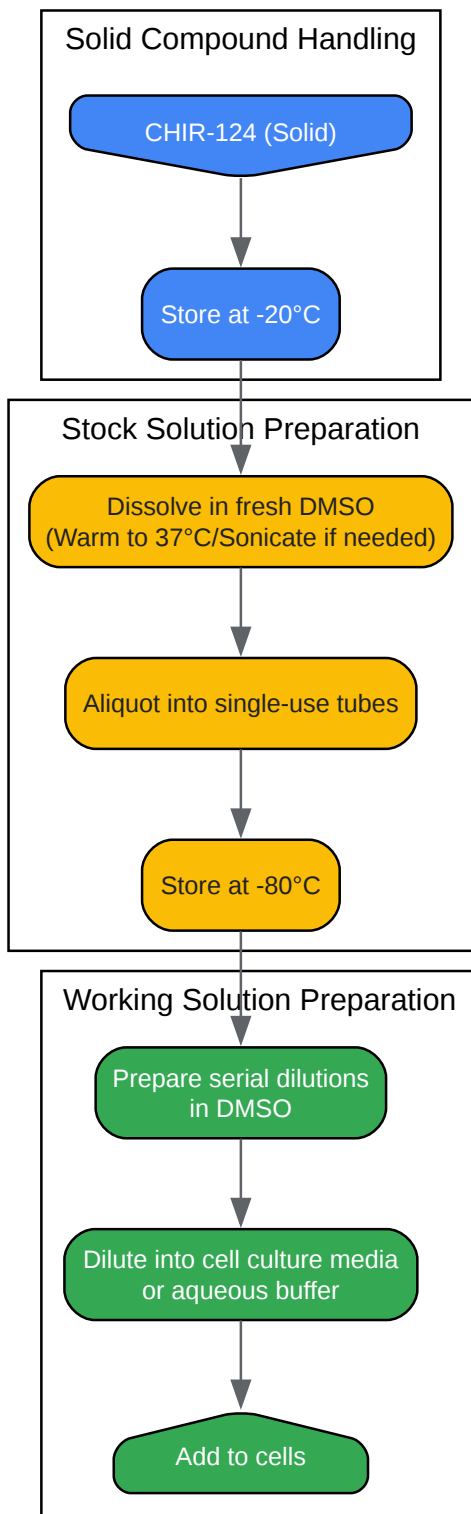 Solid Compound Handling
CHIR-124 (Solid)
Store at -20°C
Stock Solution Preparation
Dissolve in fresh DMSO
(Warm to 37°C/Sonicate if needed)
Aliquot into single-use tubes
Store at -80°C
Working Solution Preparation
Prepare serial dilutions
in DMSO
Dilute into cell culture media
or aqueous buffer
Add to cells